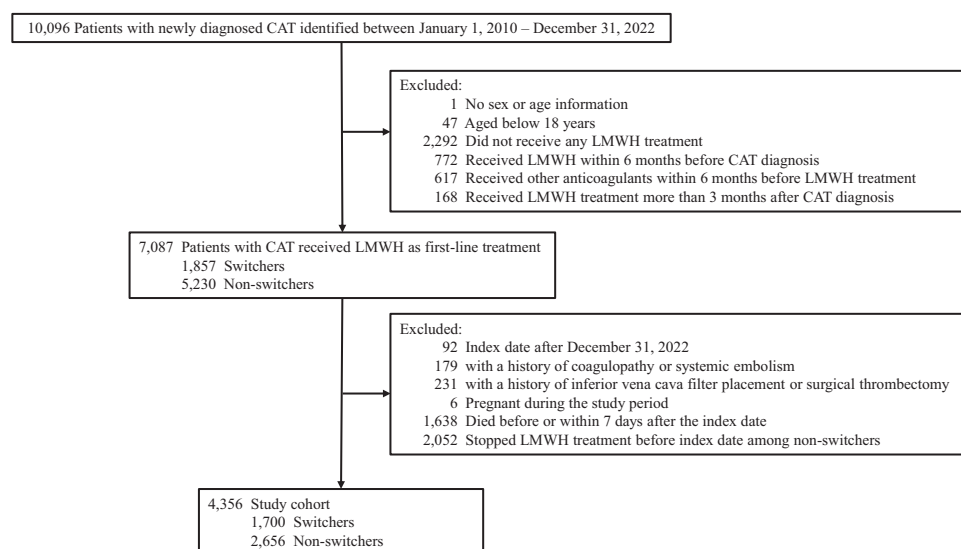 10,096 Patients with newly diagnosed CAT identified between January 1, 2010 – December 31, 2022
Excluded:
1 No sex or age information
47 Aged below 18 years
2,292 Did not receive any LMWH treatment
772 Received LMWH within 6 months before CAT diagnosis
617 Received other anticoagulants within 6 months before LMWH treatment
168 Received LMWH treatment more than 3 months after CAT diagnosis
7,087 Patients with CAT received LMWH as first-line treatment
1,857 Switchers
5,230 Non-switchers
Excluded:
92 Index date after December 31, 2022
179 with a history of coagulopathy or systemic embolism
231 with a history of inferior vena cava filter placement or surgical thrombectomy
6 Pregnant during the study period
1,638 Died before or within 7 days after the index date
2,052 Stopped LMWH treatment before index date among non-switchers
4,356 Study cohort
1,700 Switchers
2,656 Non-switchers